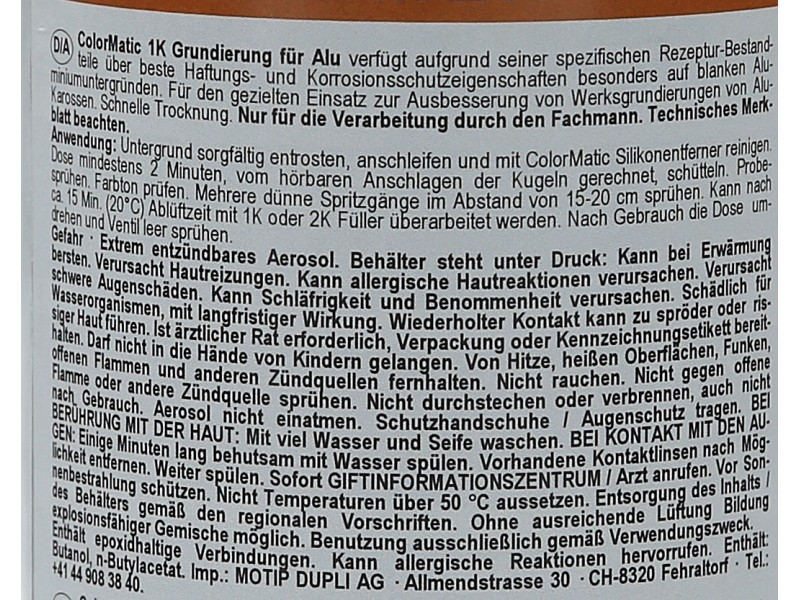 D/A ColorMatic 1K Grundierung für Alu verfügt aufgrund seiner spezifischen Rezeptur-Bestand-
teile über beste Haftungs- und Korrosionsschutzeigenschaften besonders auf blanken Alu-
miniumuntergründen. Für den gezielten Einsatz zur Ausbesserung von Werksgrundierungen von Alu-
Karossen. Schnelle Trocknung. Nur für die Verarbeitung durch den Fachmann. Technisches Merk-
blatt beachten.
Anwendung: Untergrund sorgfältig entrosten, anschleifen und mit ColorMatic Silikonentferner reinigen.
Dose mindestens 2 Minuten, vom hörbaren Anschlagen der Kugeln gerechnet, schütteln. Probe-
sprühen. Farbton prüfen. Mehrere dünne Spritzgänge im Abstand von 15-20 cm sprühen. Kann nach
ca. 15 Min. (20°C) Ablüftzeit mit 1K oder 2K Füller überarbeitet werden. Nach Gebrauch die Dose um-
drehen und Ventil leer sprühen.
Gefahr · Extrem entzündbares Aerosol. Behälter steht unter Druck: Kann bei Erwärmung
bersten. Verursacht Hautreizungen. Kann allergische Hautreaktionen verursachen. Verursacht
schwere Augenschäden. Kann Schläfrigkeit und Benommenheit verursachen. Schädlich für
Wasserorganismen, mit langfristiger Wirkung. Wiederholter Kontakt kann zu spröder oder ris-
siger Haut führen. Ist ärztlicher Rat erforderlich, Verpackung oder Kennzeichnungsetikett bereit-
halten. Darf nicht in die Hände von Kindern gelangen. Von Hitze, heißen Oberflächen, Funken,
offenen Flammen und anderen Zündquellen fernhalten. Nicht rauchen. Nicht gegen offene
Flamme oder andere Zündquelle sprühen. Nicht durchstechen oder verbrennen, auch nicht
nach Gebrauch. Aerosol nicht einatmen. Schutzhandschuhe / Augenschutz tragen. BEI
BERÜHRUNG MIT DER HAUT: Mit viel Wasser und Seife waschen. BEI KONTAKT MIT DEN AU-
GEN: Einige Minuten lang behutsam mit Wasser spülen. Vorhandene Kontaktlinsen nach Mög-
lichkeit entfernen. Weiter spülen. Sofort GIFTINFORMATIONSZENTRUM / Arzt anrufen. Vor Son-
nenbestrahlung schützen. Nicht Temperaturen über 50 °C aussetzen. Entsorgung des Inhalts /
des Behälters gemäß den regionalen Vorschriften. Ohne ausreichende Lüftung Bildung
explosionsfähiger Gemische möglich. Benutzung ausschließlich gemäß Verwendungszweck.
Enthält epoxidhaltige Verbindungen. Kann allergische Reaktionen hervorrufen. Enthält:
Butanol, n-Butylacetat. Imp.: MOTIP DUPLI AG · Allmendstrasse 30 · CH-8320 Fehraltorf · Tel.:
+41 44 908 38 40.